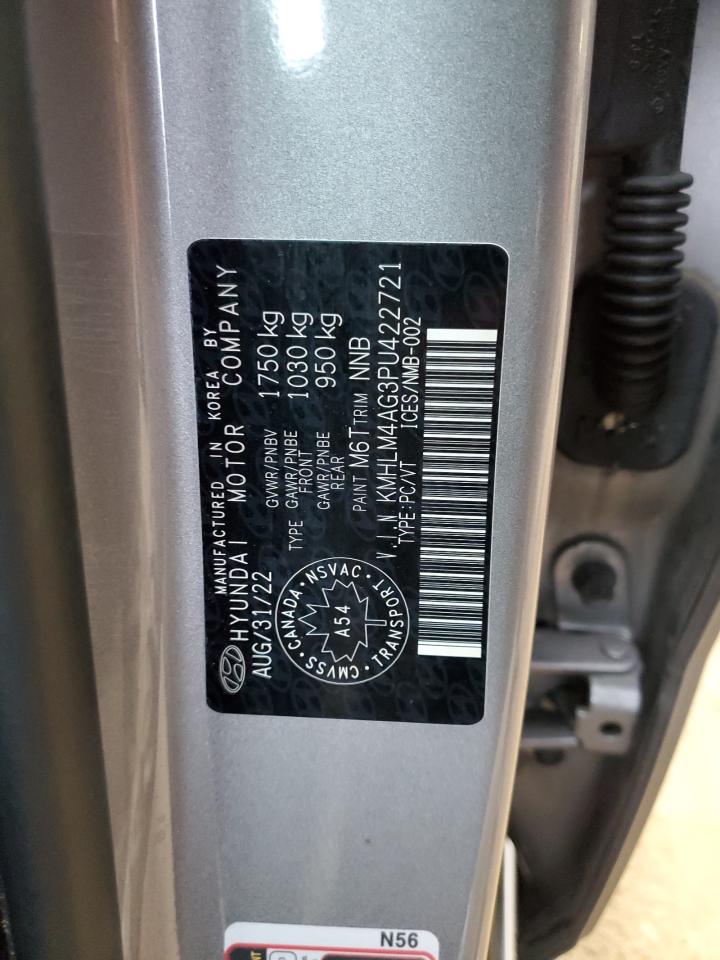 MANUFACTURED IN KOREA BY
HYUNDAI MOTOR COMPANY
AUG/31/22
GVWR/PNBV 1750 kg
TYPE GAWR/PNBE FRONT 1030 kg
GAWR/PNBE REAR 950 kg
PAINT M6T TRIM NNB
CANADA · NSVAC · TRANSPORT · CMVSS ·
A54
V.I.N KMHLM4AG3PU422721
TYPE:PC/VT ICES/NMB-002
N56